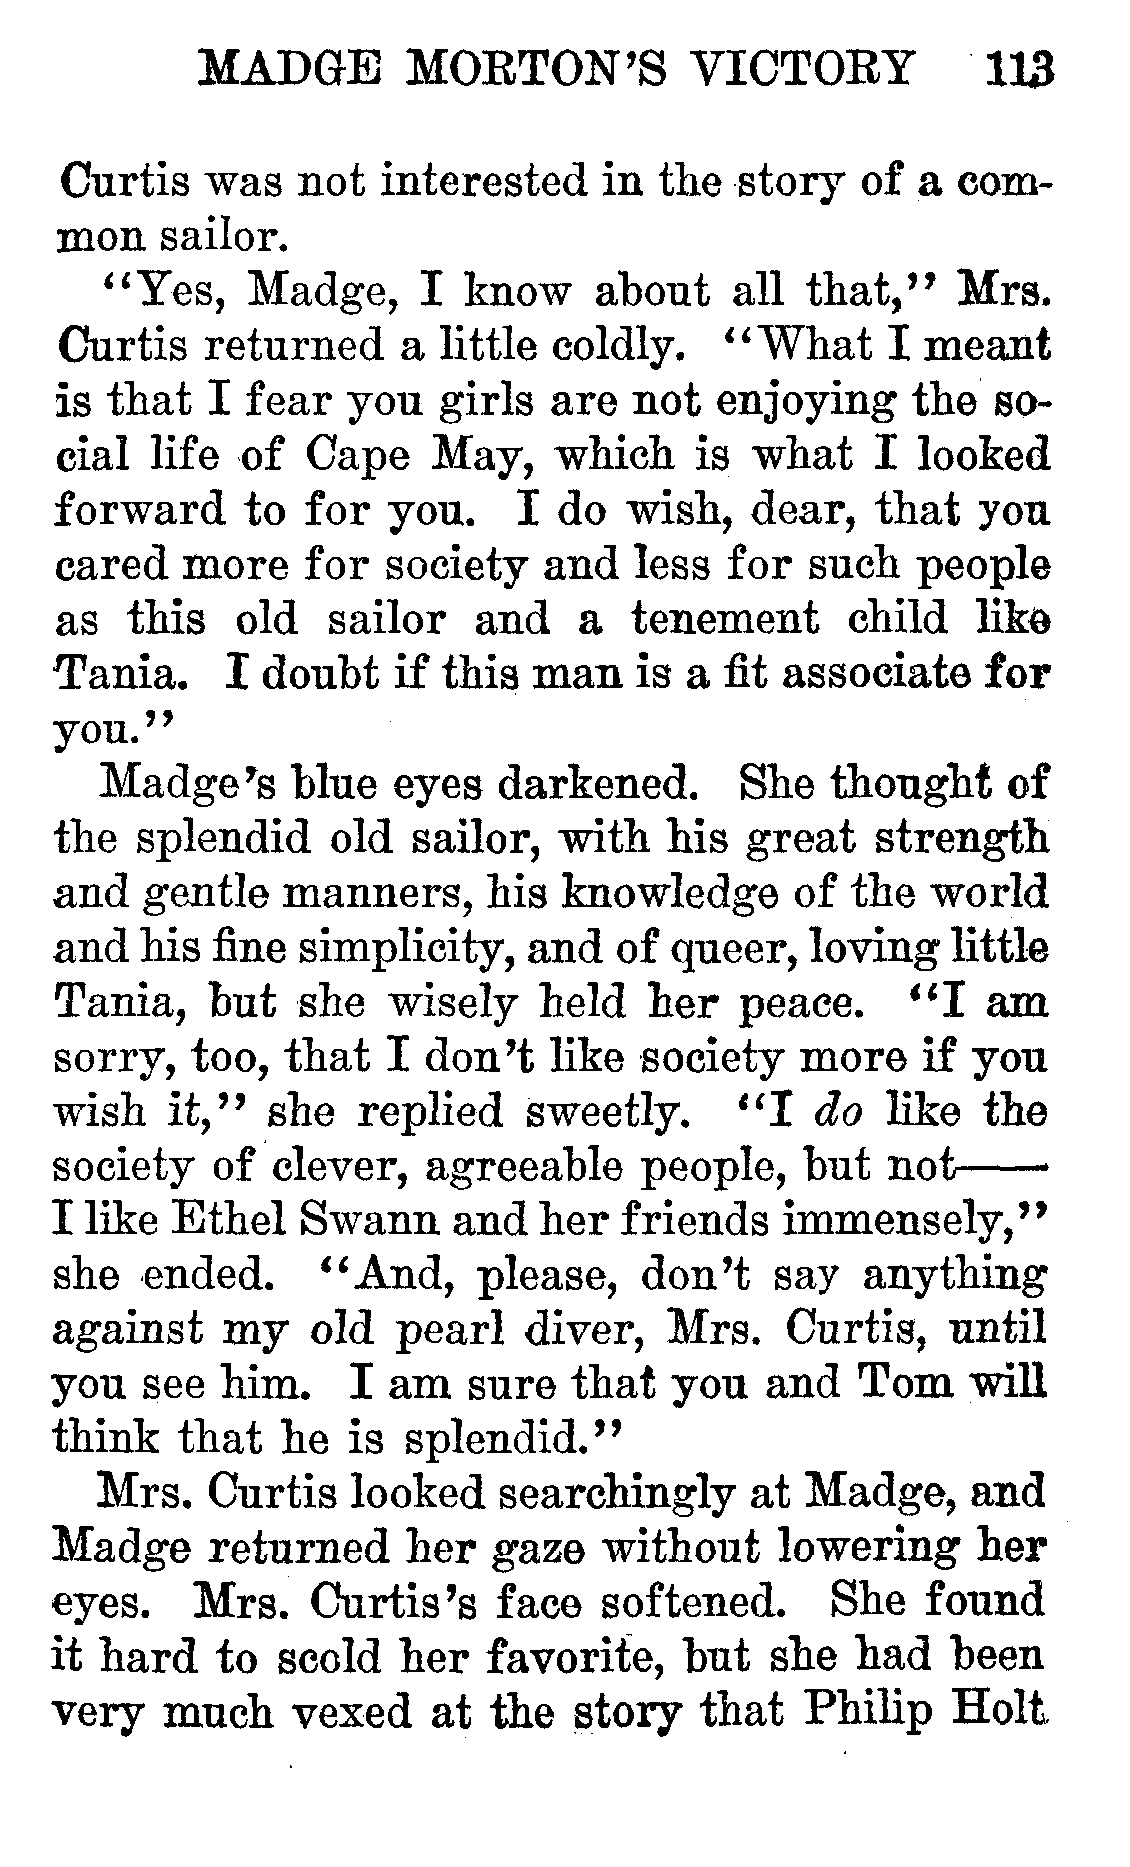 MADGE MORTON'S VICTORY 113
Curtis was not interested in the story of a com-
mon sailor.
"Yes, Madge, I know about all that," Mrs.
Curtis returned a little coldly. "What I meant
is that I fear you girls are not enjoying the so-
cial life of Cape May, which is what I looked
forward to for you. I do wish, dear, that you
cared more for society and less for such people
as this old sailor and a tenement child like
Tania. I doubt if this man is a fit associate for
you."
Madge's blue eyes darkened. She thought of
the splendid old sailor, with his great strength
and gentle manners, his knowledge of the world
and his fine simplicity, and of queer, loving little
Tania, but she wisely held her peace. "I am
sorry, too, that I don't like society more if you
wish it," she replied sweetly. "I do like the
society of clever, agreeable people, but not——
I like Ethel Swann and her friends immensely,"
she ended. "And, please, don't say anything
against my old pearl diver, Mrs. Curtis, until
you see him. I am sure that you and Tom will
think that he is splendid."
Mrs. Curtis looked searchingly at Madge, and
Madge returned her gaze without lowering her
eyes. Mrs. Curtis's face softened. She found
it hard to scold her favorite, but she had been
very much vexed at the story that Philip Holt